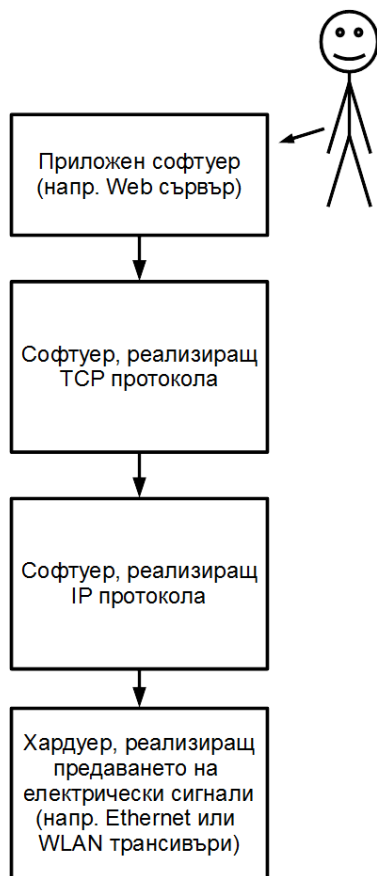 Приложен софтуер
(напр. Web сървър)
Софтуер, реализиращ
TCP протокола
Софтуер, реализиращ
IP протокола
Хардуер, реализиращ
предаването на
електрически сигнали
(напр. Ethernet или
WLAN трансивъри)